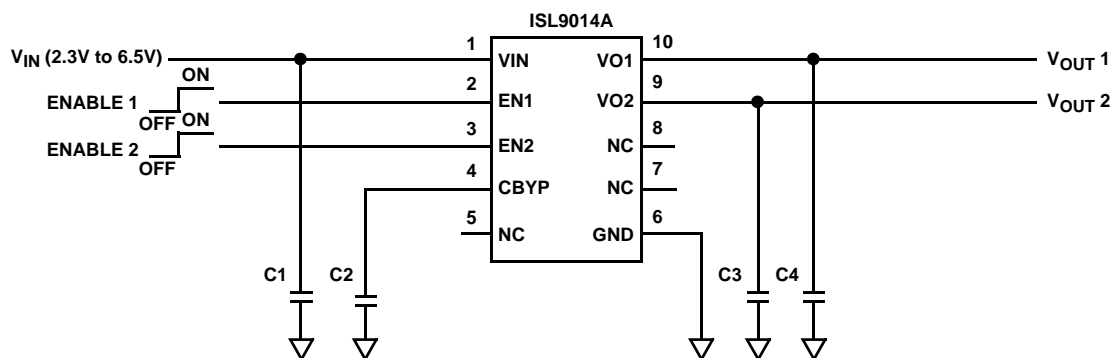 ISL9014A
VIN (2.3V to 6.5V)
1
VIN
VO1
10
VOUT 1
ON
ENABLE 1
OFF
2
EN1
VO2
9
VOUT 2
ON
ENABLE 2
OFF
3
EN2
NC
8
4
CBYP
NC
7
5
NC
GND
6
C1
C2
C3
C4